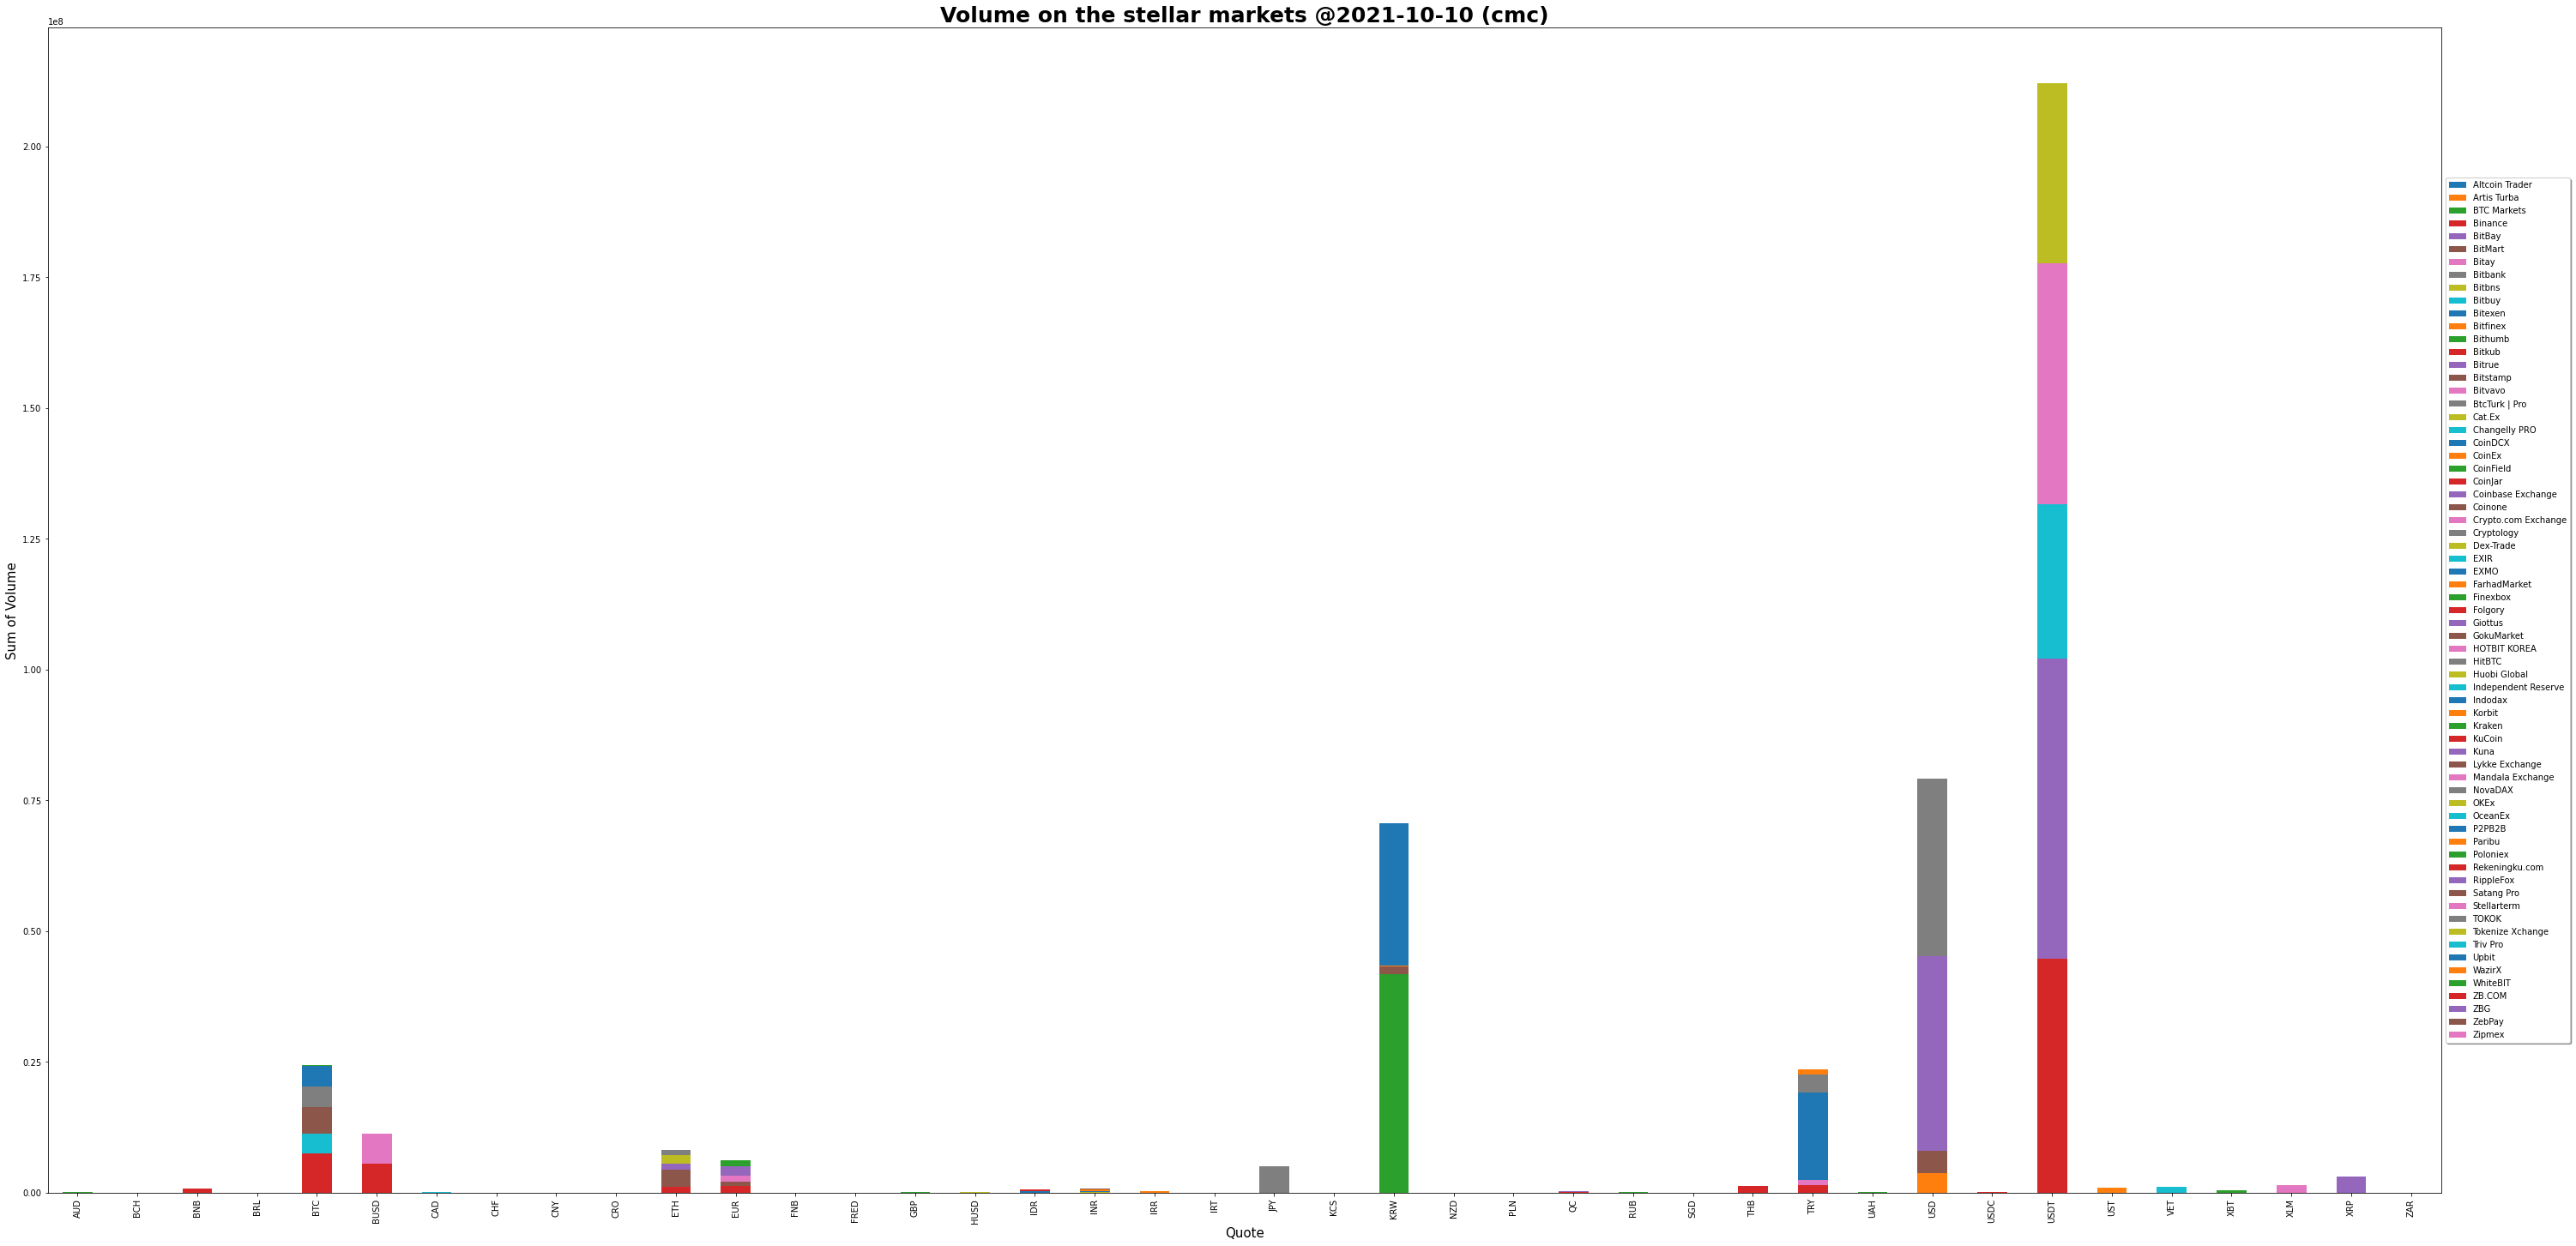 Volume on the stellar markets @2021-10-10 (cmc)
1e8
Sum of Volume
2.00
1.75
1.50
1.25
1.00
0.75
0.50
0.25
0.00
AUD
BCH
BNB
BRL
BTC
BUSD
CAD
CHF
CNY
CRO
ETH
EUR
FNB
FRED
GBP
HUSD
IDR
INR
IRR
IRT
JPY
KCS
KRW
NZD
PLN
QC
RUB
SGD
THB
TRY
UAH
USD
USDC
USDT
UST
VET
XBT
XLM
XRP
ZAR
Quote
Altcoin Trader
Artis Turba
BTC Markets
Binance
BitBay
BitMart
Bitay
Bitbank
Bitbns
Bitbuy
Bitexen
Bitfinex
Bithumb
Bitkub
Bitrue
Bitstamp
Bitvavo
BtcTurk | Pro
Cat.Ex
Changelly PRO
CoinDCX
CoinEx
CoinField
CoinJar
Coinbase Exchange
Coinone
Crypto.com Exchange
Cryptology
Dex-Trade
EXIR
EXMO
FarhadMarket
Finexbox
Folgory
Giottus
GokuMarket
HOTBIT KOREA
HitBTC
Huobi Global
Independent Reserve
Indodax
Korbit
Kraken
KuCoin
Kuna
Lykke Exchange
Mandala Exchange
NovaDAX
OKEx
OceanEx
P2PB2B
Paribu
Poloniex
Rekeningku.com
RippleFox
Satang Pro
Stellarterm
TOKOK
Tokenize Xchange
Triv Pro
Upbit
WazirX
WhiteBIT
ZB.COM
ZBG
ZebPay
Zipmex